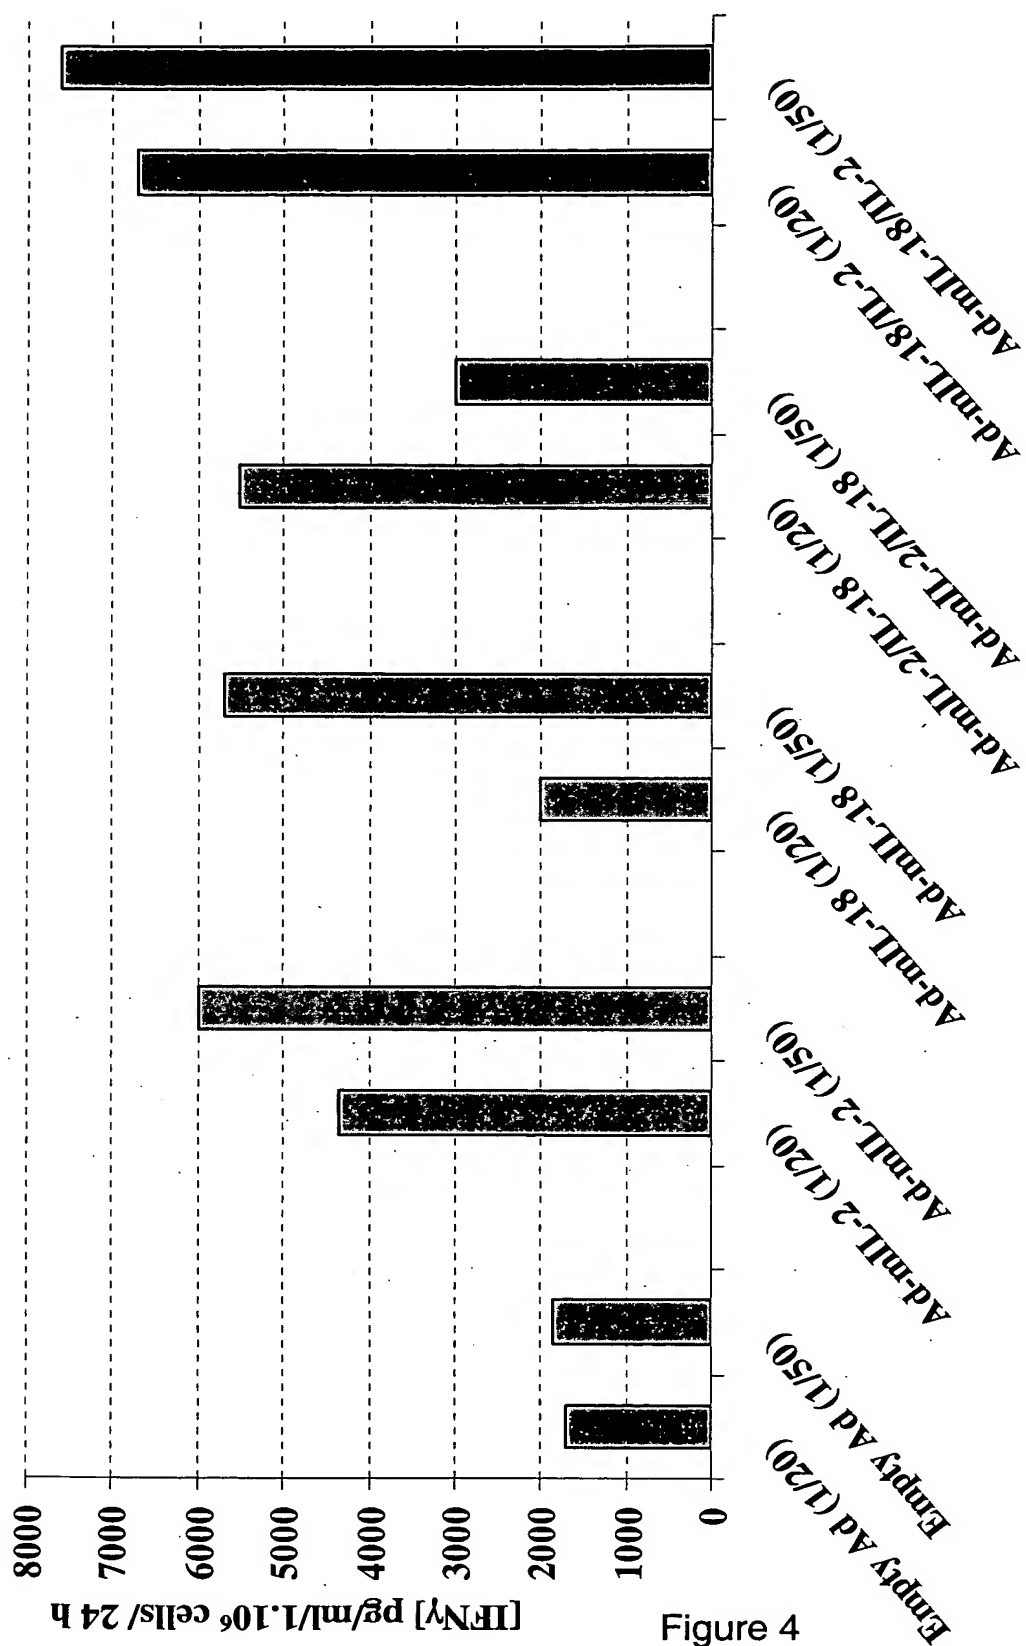 [IFNγ] pg/ml/1.10⁶ cells/ 24 h
8000
7000
6000
5000
4000
3000
2000
1000
0
Empty Ad (1/20)
Empty Ad (1/50)
Ad-mIL-2 (1/20)
Ad-mIL-2 (1/50)
Ad-mIL-18 (1/20)
Ad-mIL-18 (1/50)
Ad-mIL-2/IL-18 (1/20)
Ad-mIL-2/IL-18 (1/50)
Ad-mIL-18/IL-2 (1/20)
Ad-mIL-18/IL-2 (1/50)
Figure 4